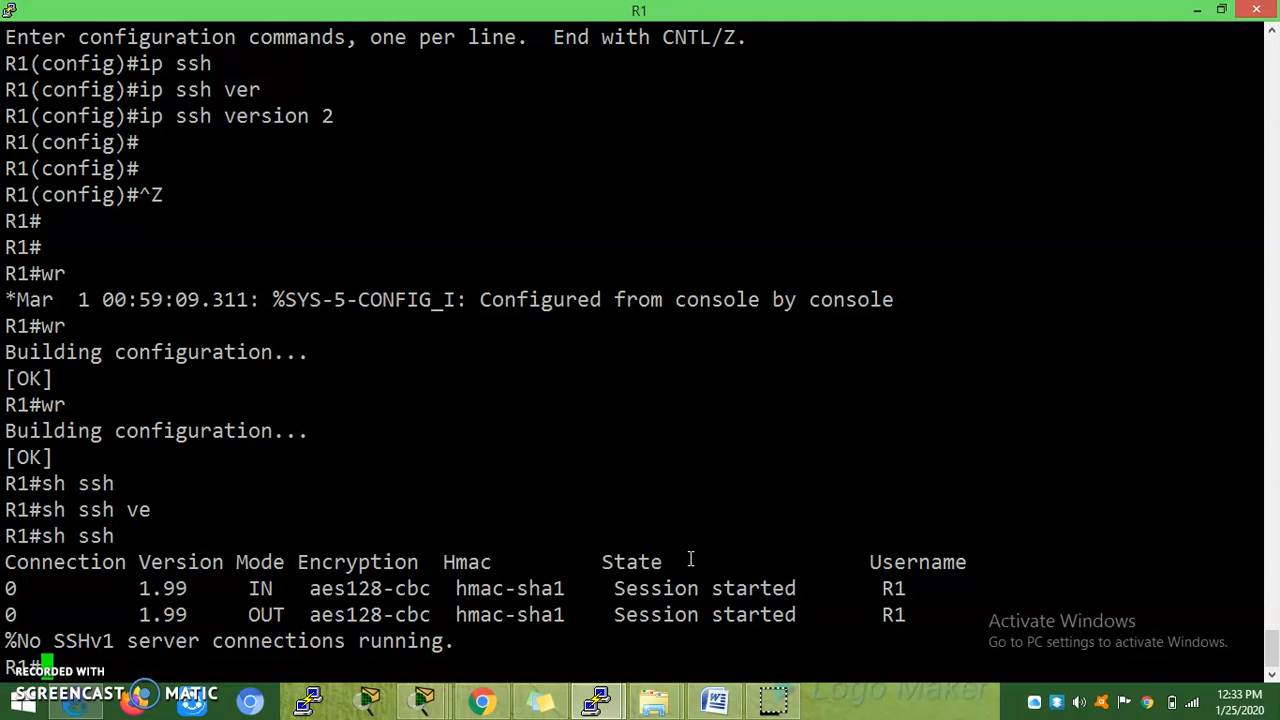 R1
Enter configuration commands, one per line.  End with CNTL/Z.
R1(config)#ip ssh
R1(config)#ip ssh ver
R1(config)#ip ssh version 2
R1(config)#
R1(config)#
R1(config)#^Z
R1#
R1#
R1#wr
*Mar  1 00:59:09.311: %SYS-5-CONFIG_I: Configured from console by console
R1#wr
Building configuration...
[OK]
R1#wr
Building configuration...
[OK]
R1#sh ssh
R1#sh ssh ve
R1#sh ssh
Connection Version Mode Encryption  Hmac         State                 Username
0          1.99     IN   aes128-cbc  hmac-sha1    Session started       R1
0          1.99     OUT  aes128-cbc  hmac-sha1    Session started       R1
%No SSHv1 server connections running.
R1#
Activate Windows
Go to PC settings to activate Windows.
RECORDED WITH
SCREENCAST MATIC
Logo Maker
12:33 PM
1/25/2020